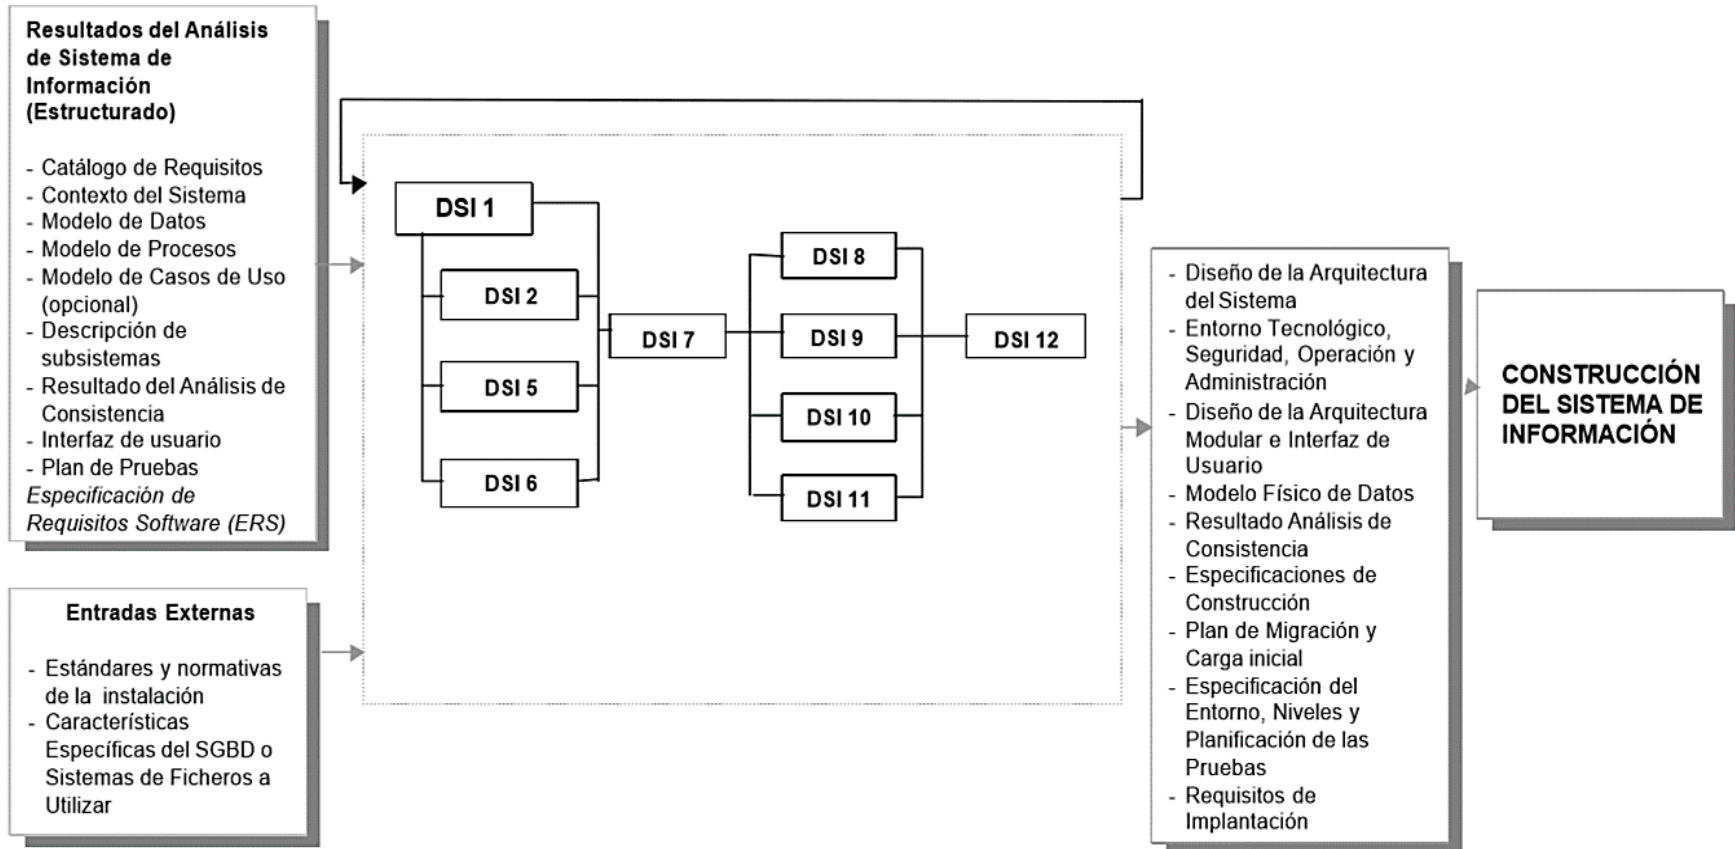 Resultados del Análisis
de Sistema de
Información
(Estructurado)
- Catálogo de Requisitos
- Contexto del Sistema
- Modelo de Datos
- Modelo de Procesos
- Modelo de Casos de Uso
(opcional)
- Descripción de
subsistemas
- Resultado del Análisis de
Consistencia
- Interfaz de usuario
- Plan de Pruebas
Especificación de
Requisitos Software (ERS)
Entradas Externas
- Estándares y normativas
de la instalación
- Características
Específicas del SGBD o
Sistemas de Ficheros a
Utilizar
DSI 1
DSI 2
DSI 5
DSI 6
DSI 7
DSI 8
DSI 9
DSI 10
DSI 11
DSI 12
- Diseño de la Arquitectura
del Sistema
- Entorno Tecnológico,
Seguridad, Operación y
Administración
- Diseño de la Arquitectura
Modular e Interfaz de
Usuario
- Modelo Físico de Datos
- Resultado Análisis de
Consistencia
- Especificaciones de
Construcción
- Plan de Migración y
Carga inicial
- Especificación del
Entorno, Niveles y
Planificación de las
Pruebas
- Requisitos de
Implantación
CONSTRUCCIÓN
DEL SISTEMA DE
INFORMACIÓN